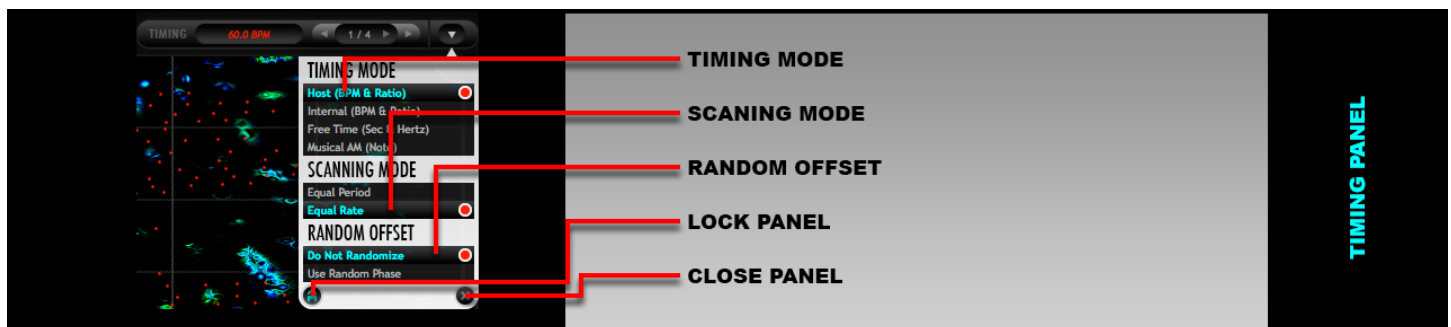 TIMING
60.0 BPM
1 / 4
TIMING MODE
Host (BPM & Ratio)
Internal (BPM & Ratio)
Free Time (Sec & Hertz)
Musical AM (Note)
SCANNING MODE
Equal Period
Equal Rate
RANDOM OFFSET
Do Not Randomize
Use Random Phase
TIMING MODE
SCANING MODE
RANDOM OFFSET
LOCK PANEL
CLOSE PANEL
TIMING PANEL